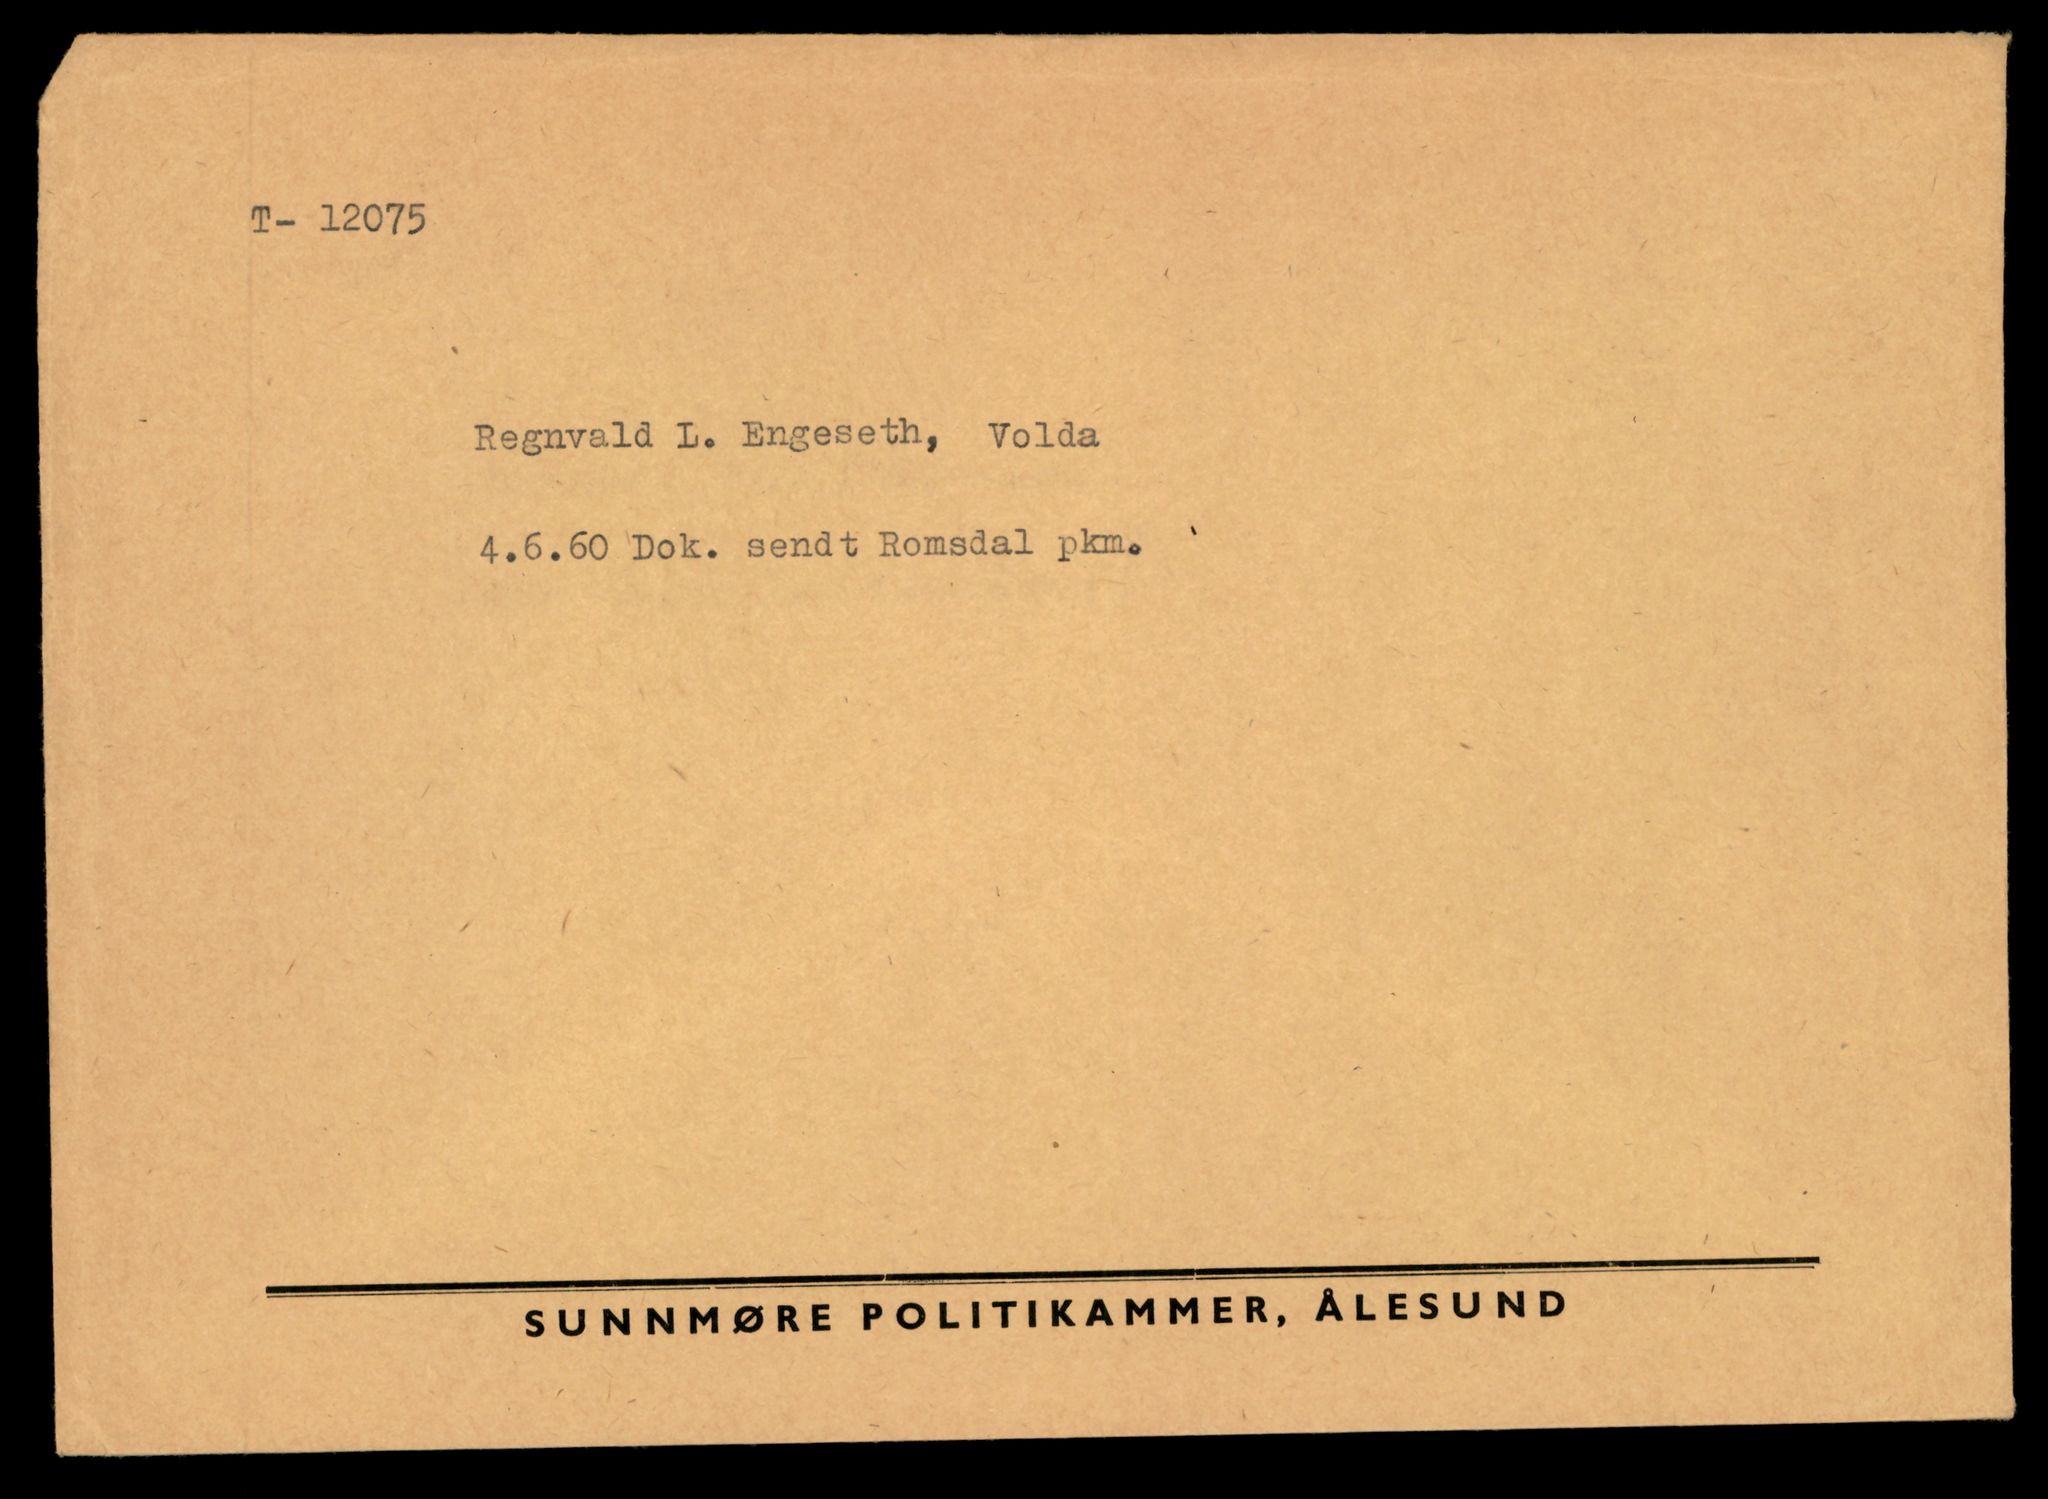 T- 12075
Regnvald L. Engeseth, Volda
4.6.60 Dok. sendt Romsdal pkm.
SUNNMØRE POLITIKAMMER, ÅLESUND